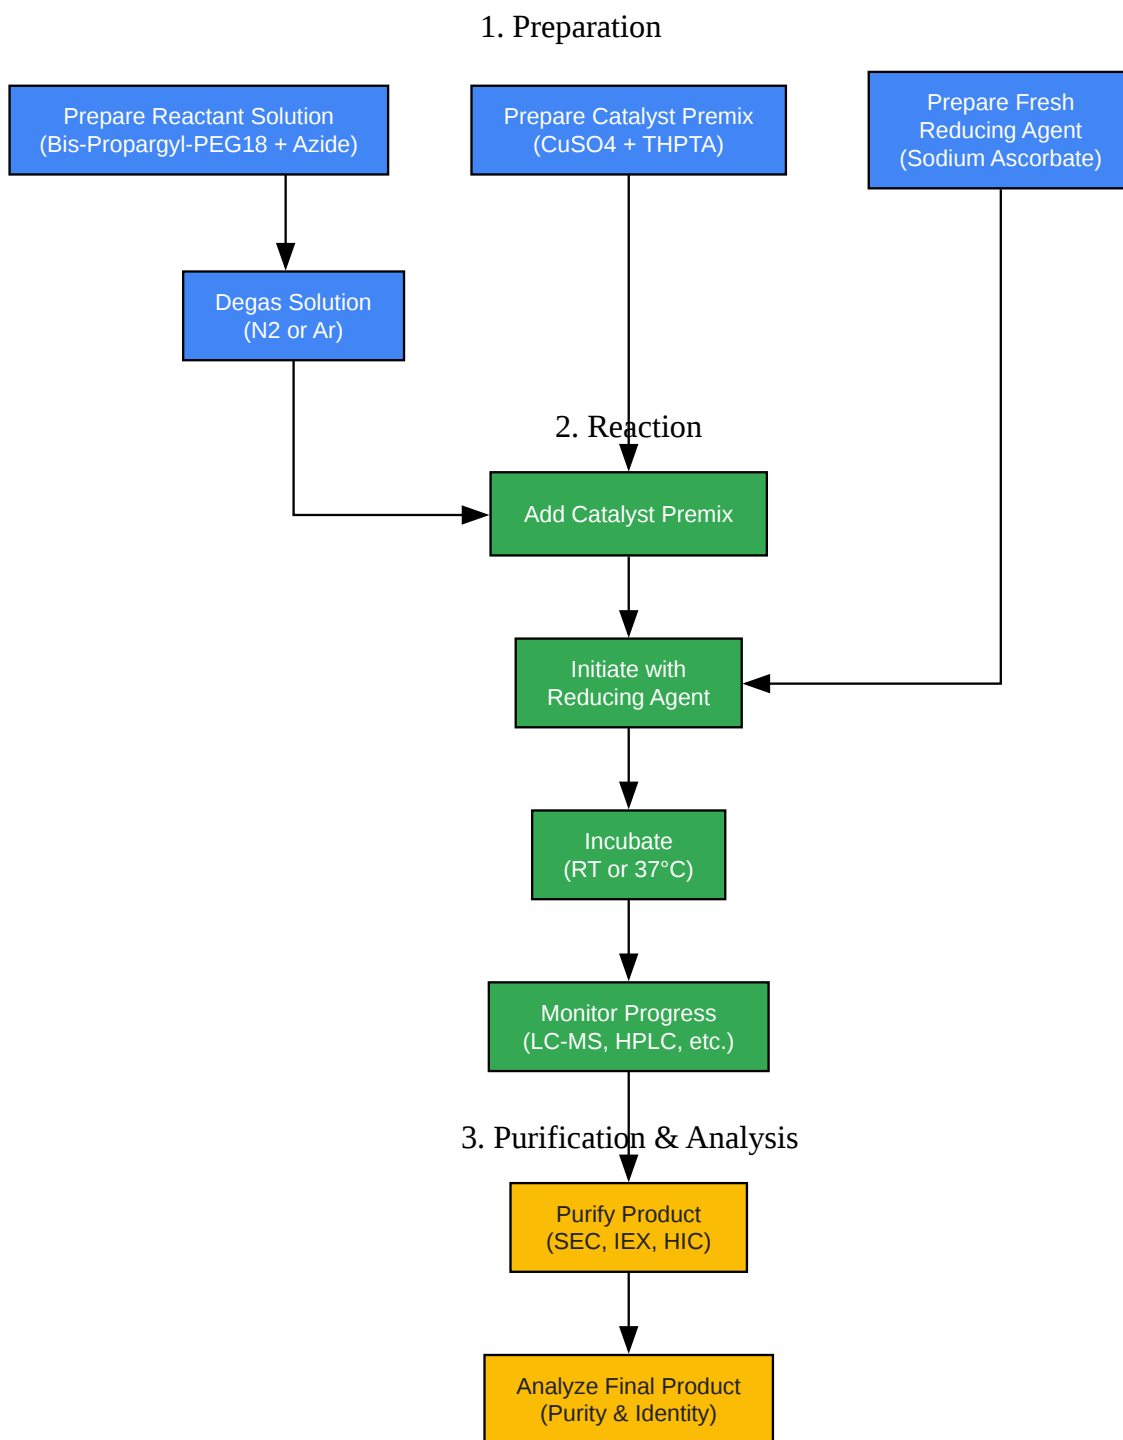 1. Preparation
Prepare Reactant Solution
(Bis-Propargyl-PEG18 + Azide)
Prepare Catalyst Premix
(CuSO4 + THPTA)
Prepare Fresh
Reducing Agent
(Sodium Ascorbate)
Degas Solution
(N2 or Ar)
2. Reaction
Add Catalyst Premix
Initiate with
Reducing Agent
Incubate
(RT or 37°C)
Monitor Progress
(LC-MS, HPLC, etc.)
3. Purification & Analysis
Purify Product
(SEC, IEX, HIC)
Analyze Final Product
(Purity & Identity)